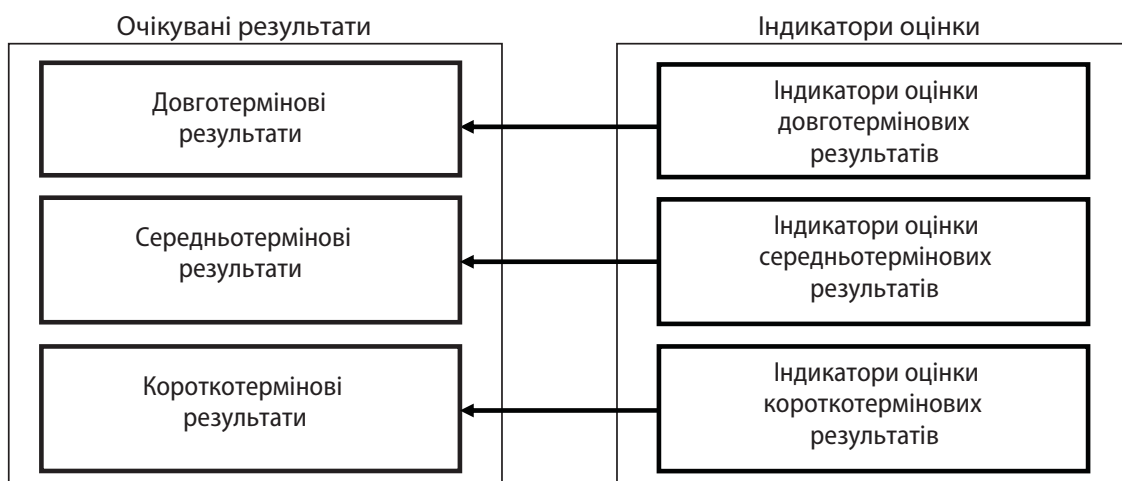 Очікувані результати
Індикатори оцінки
Довготермінові
результати
Індикатори оцінки
довготермінових
результатів
Середньотермінові
результати
Індикатори оцінки
середньотермінових
результатів
Короткотермінові
результати
Індикатори оцінки
короткотермінових
результатів